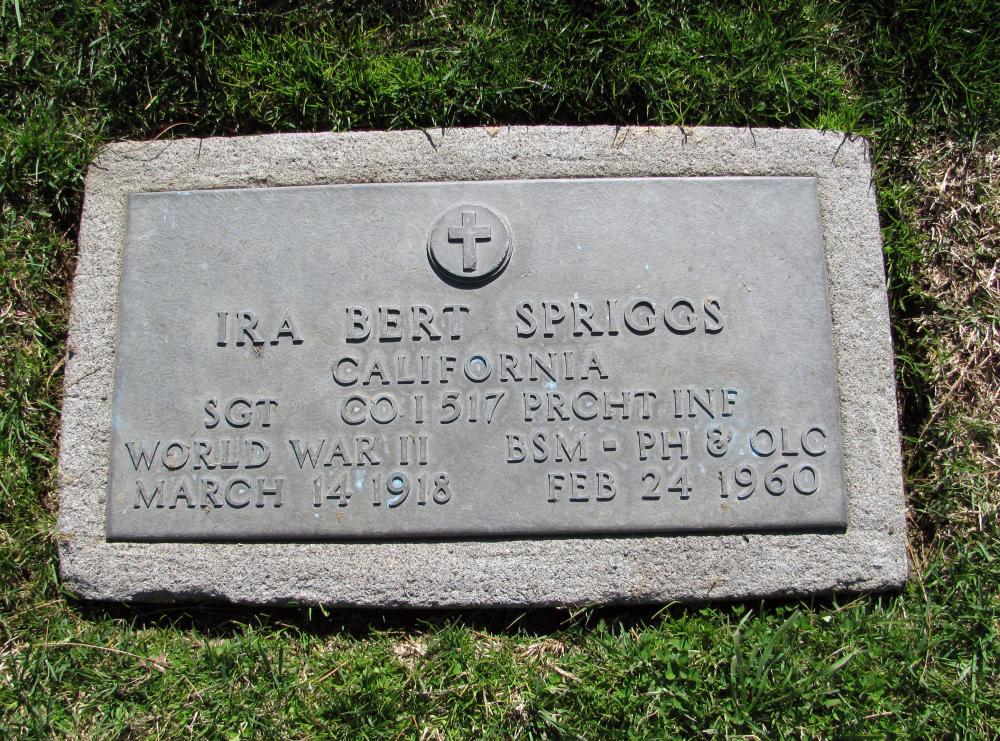 IRA BERT SPRIGGS
CALIFORNIA
SGT CO I 517 PRCHT INF
WORLD WAR II BSM - PH & OLC
MARCH 14 1918 FEB 24 1960